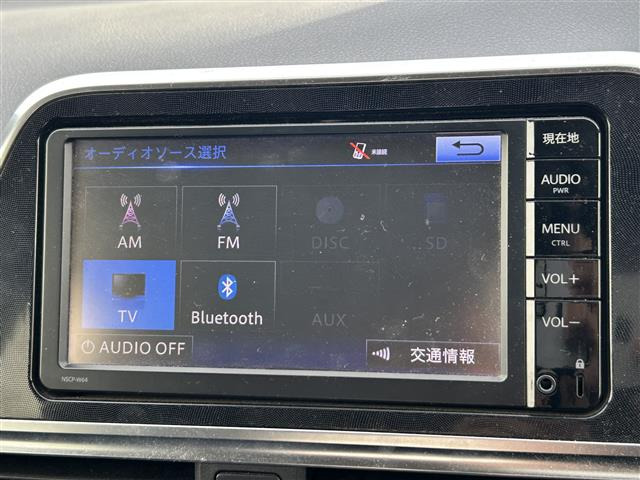 オーディオソース選択
未接続
AM
FM
DISC
SD
TV
Bluetooth
AUX
AUDIO OFF
交通情報
NSCP-W64
現在地
AUDIO
PWR
MENU
CTRL
VOL+
VOL−